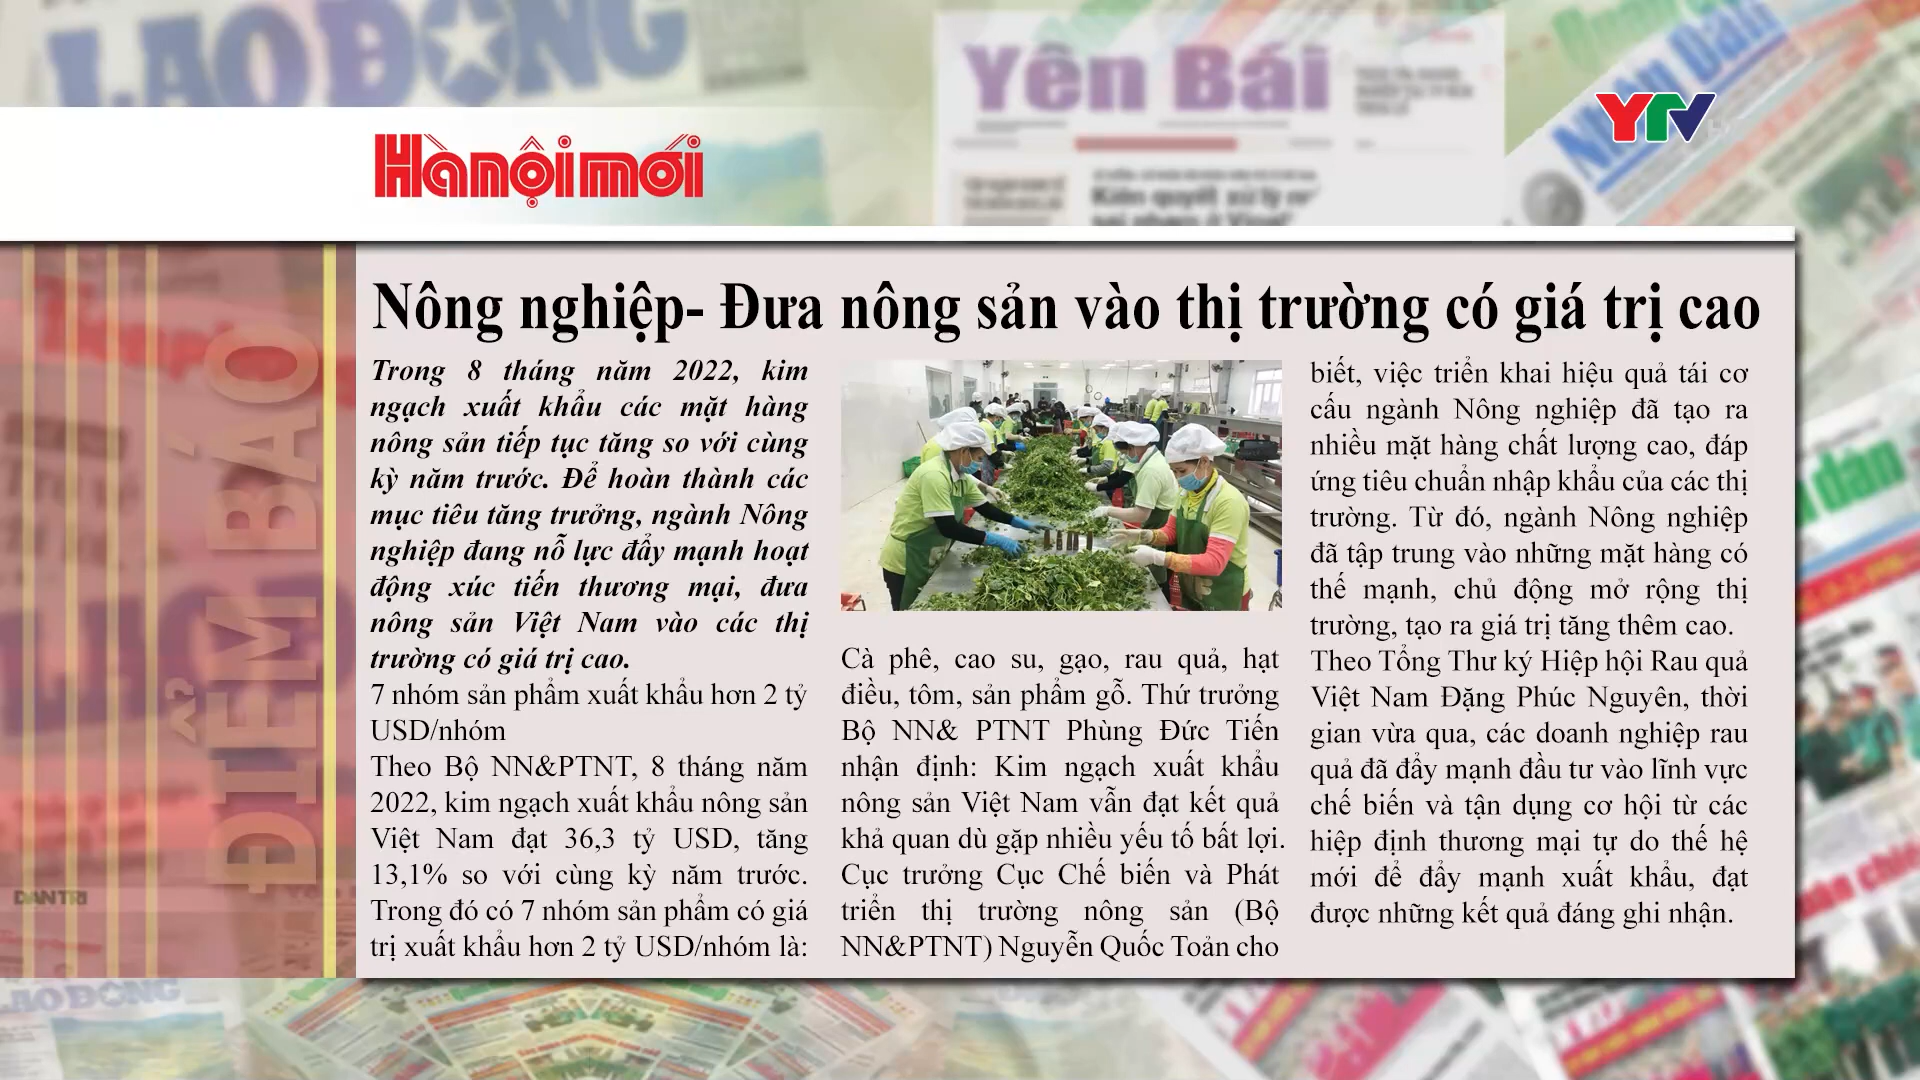 LAO ĐỘNG
Yên Bái
Nhân Dân
YTV
Hànộimới
Kiên quyết xử lý
Nông nghiệp- Đưa nông sản vào thị trường có giá trị cao
Trong 8 tháng năm 2022, kim
ngạch xuất khẩu các mặt hàng
nông sản tiếp tục tăng so với cùng
kỳ năm trước. Để hoàn thành các
mục tiêu tăng trưởng, ngành Nông
nghiệp đang nỗ lực đẩy mạnh hoạt
động xúc tiến thương mại, đưa
nông sản Việt Nam vào các thị
trường có giá trị cao.
7 nhóm sản phẩm xuất khẩu hơn 2 tỷ
USD/nhóm
Theo Bộ NN&PTNT, 8 tháng năm
2022, kim ngạch xuất khẩu nông sản
Việt Nam đạt 36,3 tỷ USD, tăng
13,1% so với cùng kỳ năm trước.
Trong đó có 7 nhóm sản phẩm có giá
trị xuất khẩu hơn 2 tỷ USD/nhóm là:
Cà phê, cao su, gạo, rau quả, hạt
điều, tôm, sản phẩm gỗ. Thứ trưởng
Bộ NN& PTNT Phùng Đức Tiến
nhận định: Kim ngạch xuất khẩu
nông sản Việt Nam vẫn đạt kết quả
khả quan dù gặp nhiều yếu tố bất lợi.
Cục trưởng Cục Chế biến và Phát
triển thị trường nông sản (Bộ
NN&PTNT) Nguyễn Quốc Toản cho
biết, việc triển khai hiệu quả tái cơ
cấu ngành Nông nghiệp đã tạo ra
nhiều mặt hàng chất lượng cao, đáp
ứng tiêu chuẩn nhập khẩu của các thị
trường. Từ đó, ngành Nông nghiệp
đã tập trung vào những mặt hàng có
thế mạnh, chủ động mở rộng thị
trường, tạo ra giá trị tăng thêm cao.
Theo Tổng Thư ký Hiệp hội Rau quả
Việt Nam Đặng Phúc Nguyên, thời
gian vừa qua, các doanh nghiệp rau
quả đã đẩy mạnh đầu tư vào lĩnh vực
chế biến và tận dụng cơ hội từ các
hiệp định thương mại tự do thế hệ
mới để đẩy mạnh xuất khẩu, đạt
được những kết quả đáng ghi nhận.
ĐIỂM BÁO
DANTRI
LAO ĐỘNG